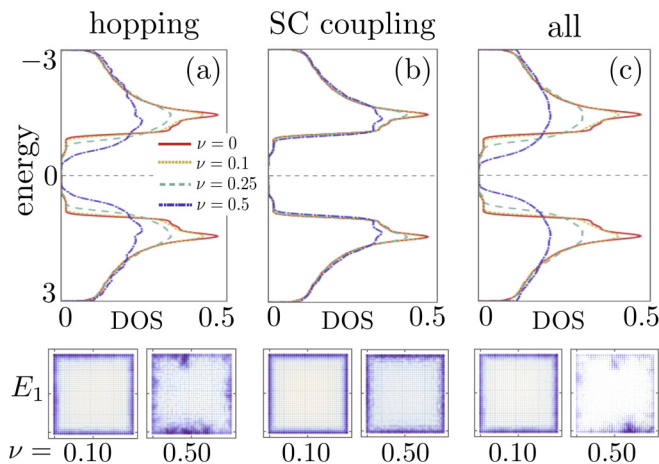 hopping SC coupling all
−3 (a) (b) (c)
energy
ν = 0
ν = 0.1
0 ν = 0.25
ν = 0.5
3
0 DOS 0.5 0 DOS 0.5 0 DOS 0.5
E₁
ν = 0.10 0.50 0.10 0.50 0.10 0.50